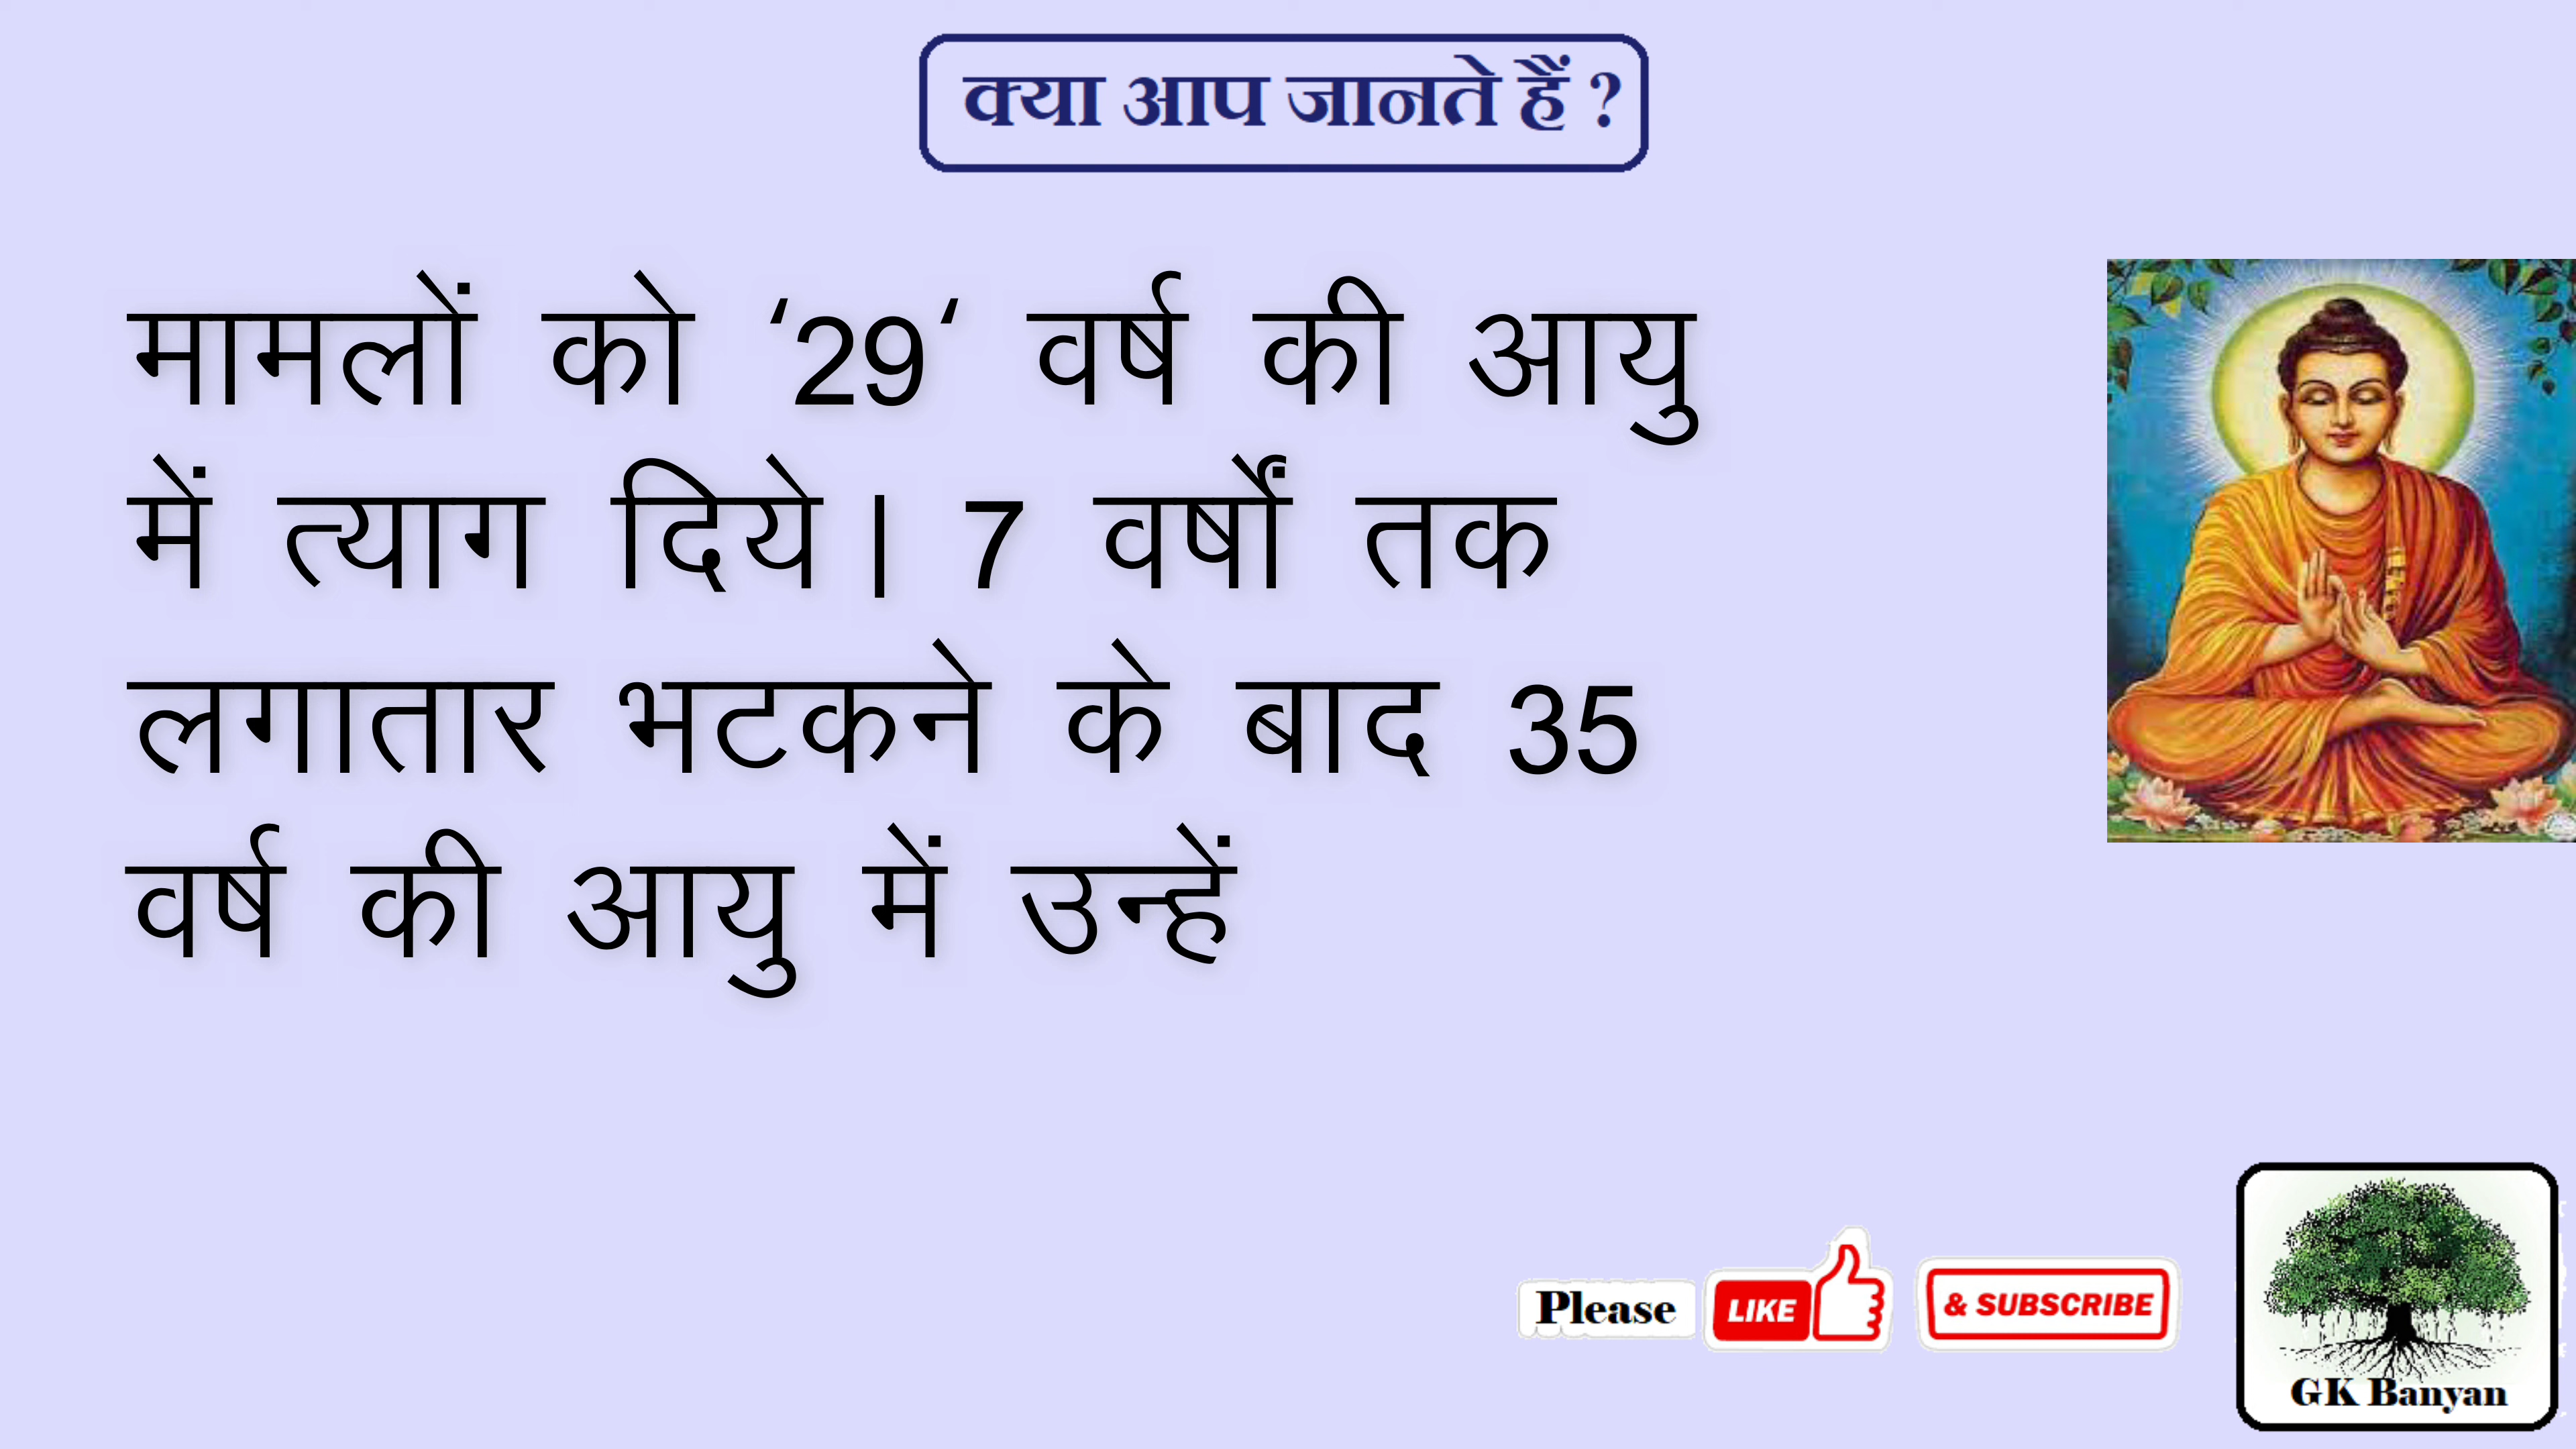 क्या आप जानते हैं ?
मामलों को ‘29‘ वर्ष की आयु
में त्याग दिये। 7 वर्षों तक
लगातार भटकने के बाद 35
वर्ष की आयु में उन्हें
Please LIKE & SUBSCRIBE
GK Banyan